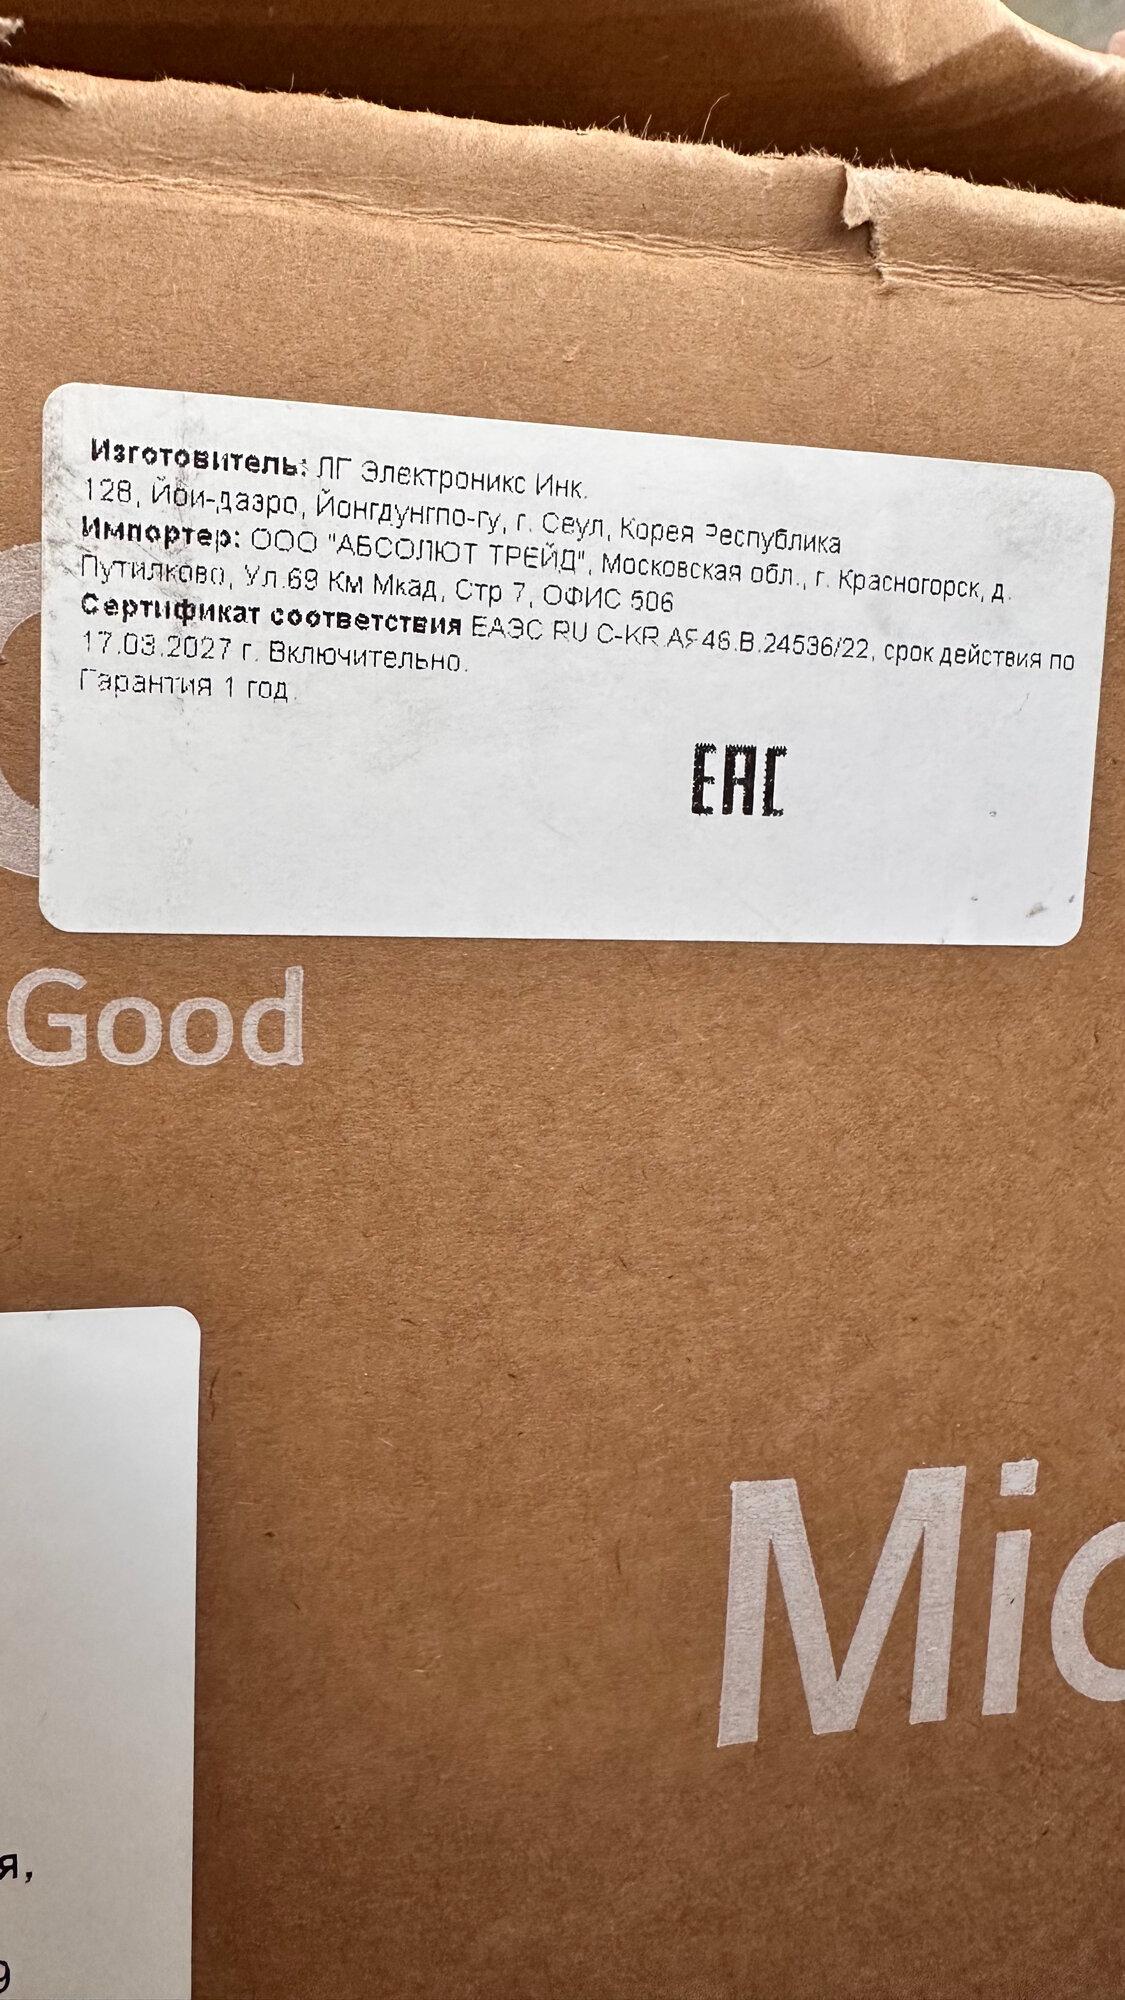 Изготовитель: ЛГ Электроникс Инк.
128, Йои-даэро, Йонгдунгпо-гу, г. Сеул, Корея Республика
Импортер: ООО "АБСОЛЮТ ТРЕЙД", Московская обл., г. Красногорск, д.
Путилково, Ул.69 Км Мкад, Стр 7, ОФИС 506
Сертификат соответствия ЕАЭС RU C-KR.АЯ46.В.24536/22, срок действия по
17.03.2027 г. Включительно.
Гарантия 1 год.
EAC
Good
Mic
я,
9